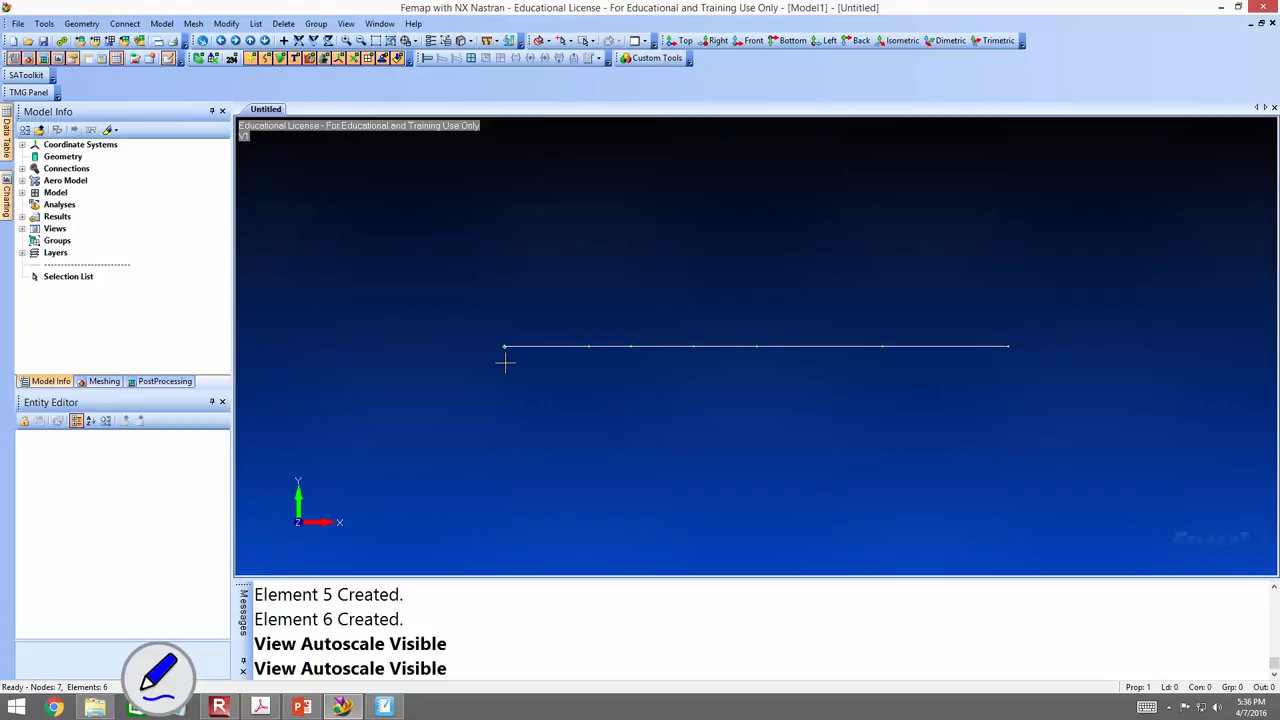 Femap with NX Nastran - Educational License - For Educational and Training Use Only - [Model1] - [Untitled]
File Tools Geometry Connect Model Mesh Modify List Delete Group View Window Help
Top Right Front Bottom Left Back Isometric Dimetric Trimetric
234 Custom Tools
SAToolkit
TMG Panel
Model Info
Untitled
Data Table
Charting
Educational License - For Educational and Training Use Only
V1
Coordinate Systems
Geometry
Connections
Aero Model
Model
Analyses
Results
Views
Groups
Layers
Selection List
Model Info Meshing PostProcessing
Entity Editor
Y
Z X
Messages
Element 5 Created.
Element 6 Created.
View Autoscale Visible
View Autoscale Visible
Ready - Nodes: 7, Elements: 6
Prop: 1 Ld: 0 Con: 0 Grp: 0 Out: 0
5:36 PM
4/7/2016